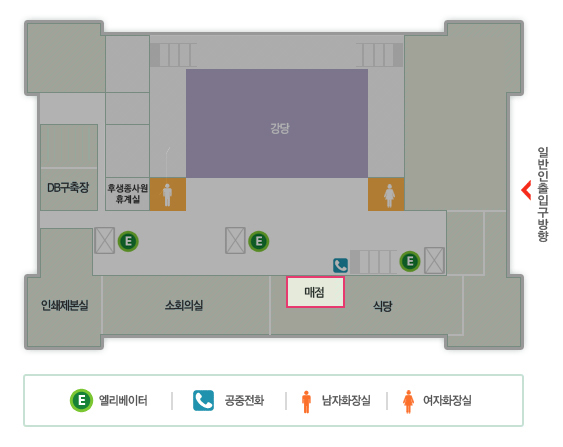 강당
일반인출입구방향
DB구축장
후생종사원
휴게실
E
E
E
매점
인쇄제본실
소회의실
식당
E 엘리베이터
공중전화
남자화장실
여자화장실